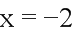 x = −2